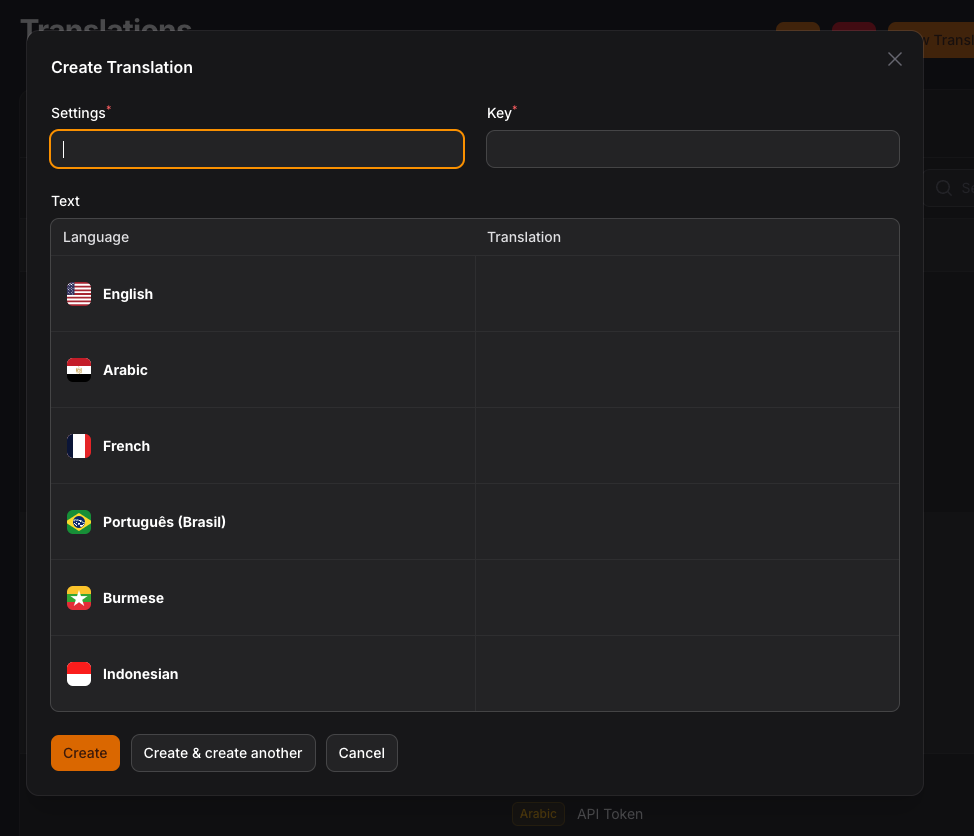 Translations
Create Translation
Settings*
Key*
Text
Language
Translation
English
Arabic
French
Português (Brasil)
Burmese
Indonesian
Create
Create & create another
Cancel
Arabic
API Token